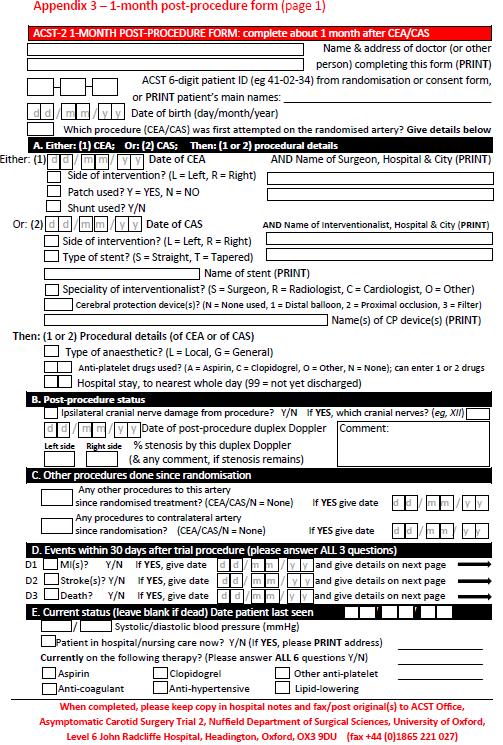 Appendix 3 – 1-month post-procedure form (page 1)
ACST-2 1-MONTH POST-PROCEDURE FORM: complete about 1 month after CEA/CAS
Name & address of doctor (or other
person) completing this form (PRINT)
ACST 6-digit patient ID (eg 41-02-34) from randomisation or consent form,
or PRINT patient's main names:
d d / m m / y y Date of birth (day/month/year)
Which procedure (CEA/CAS) was first attempted on the randomised artery? Give details below
A. Either: (1) CEA; Or: (2) CAS; Then: (1 or 2) procedural details
Either: (1) d d / m m / y y Date of CEA AND Name of Surgeon, Hospital & City (PRINT)
Side of intervention? (L = Left, R = Right)
Patch used? Y = YES, N = NO
Shunt used? Y/N
Or: (2) d d / m m / y y Date of CAS AND Name of Interventionalist, Hospital & City (PRINT)
Side of intervention? (L = Left, R = Right)
Type of stent? (S = Straight, T = Tapered)
Name of stent (PRINT)
Speciality of interventionalist? (S = Surgeon, R = Radiologist, C = Cardiologist, O = Other)
Cerebral protection device(s)? (N = None used, 1 = Distal balloon, 2 = Proximal occlusion, 3 = Filter)
Name(s) of CP device(s) (PRINT)
Then: (1 or 2) Procedural details (of CEA or of CAS)
Type of anaesthetic? (L = Local, G = General)
Anti-platelet drugs used? (A = Aspirin, C = Clopidogrel, O = Other, N = None); can enter 1 or 2 drugs
Hospital stay, to nearest whole day (99 = not yet discharged)
B. Post-procedure status
Ipsilateral cranial nerve damage from procedure? Y/N If YES, which cranial nerves? (eg, XII)
d d / m m / y y Date of post-procedure duplex Doppler Comment:
Left side Right side % stenosis by this duplex Doppler
(& any comment, if stenosis remains)
C. Other procedures done since randomisation
Any other procedures to this artery
since randomised treatment? (CEA/CAS/N = None) If YES give date d d / m m / y y
Any procedures to contralateral artery
since randomisation? (CEA/CAS/N = None) If YES give date d d / m m / y y
D. Events within 30 days after trial procedure (please answer ALL 3 questions)
D1 MI(s)? Y/N If YES, give date d d / m m / y y and give details on next page
D2 Stroke(s)? Y/N If YES, give date d d / m m / y y and give details on next page
D3 Death? Y/N If YES, give date d d / m m / y y and give details on next page
E. Current status (leave blank if dead) Date patient last seen / /
/ Systolic/diastolic blood pressure (mmHg)
Patient in hospital/nursing care now? Y/N (If YES, please PRINT address)
Currently on the following therapy? (Please answer ALL 6 questions Y/N)
Aspirin Clopidogrel Other anti-platelet
Anti-coagulant Anti-hypertensive Lipid-lowering
When completed, please keep copy in hospital notes and fax/post original(s) to ACST Office,
Asymptomatic Carotid Surgery Trial 2, Nuffield Department of Surgical Sciences, University of Oxford,
Level 6 John Radcliffe Hospital, Headington, Oxford, OX3 9DU (fax +44 (0)1865 221 027)